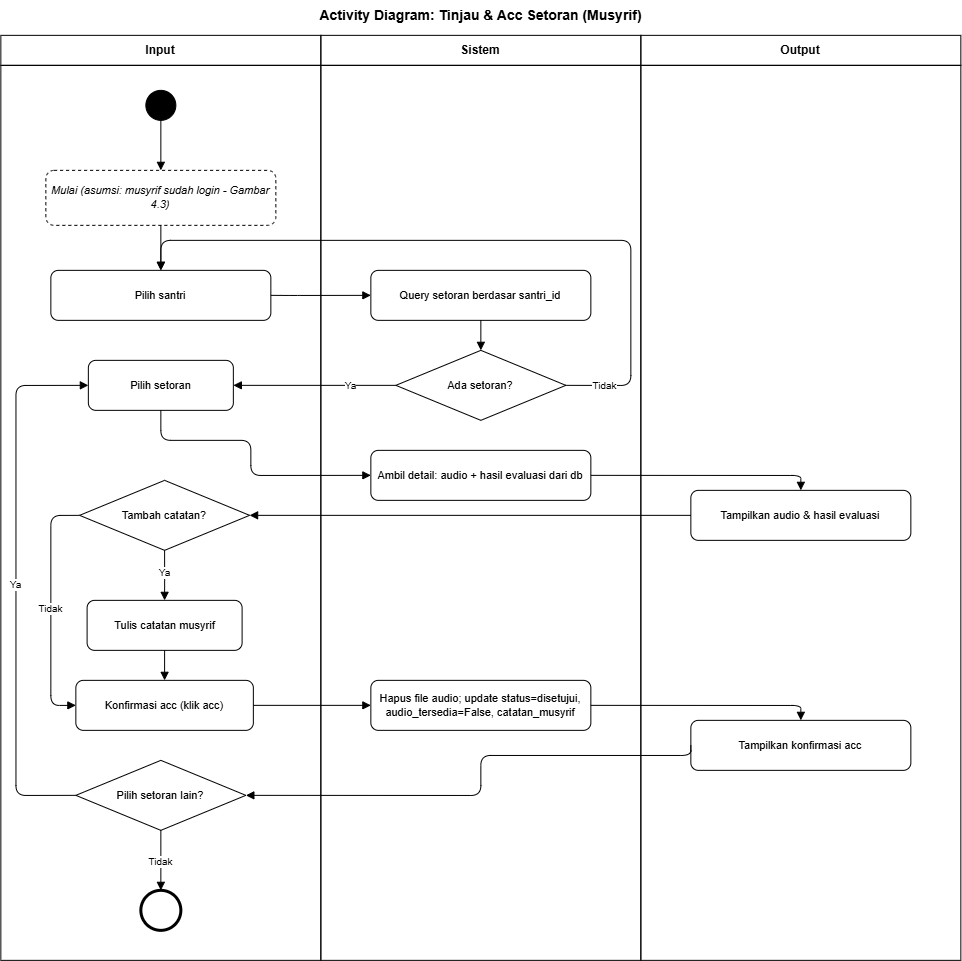 Activity Diagram: Tinjau & Acc Setoran (Musyrif)
Input
Sistem
Output
Mulai (asumsi: musyrif sudah login - Gambar
4.3)
Pilih santri
Query setoran berdasar santri_id
Pilih setoran
Ya
Ada setoran?
Tidak
Ambil detail: audio + hasil evaluasi dari db
Tampilkan audio & hasil evaluasi
Tambah catatan?
Ya
Ya
Tidak
Tulis catatan musyrif
Konfirmasi acc (klik acc)
Hapus file audio; update status=disetujui,
audio_tersedia=False, catatan_musyrif
Tampilkan konfirmasi acc
Pilih setoran lain?
Tidak